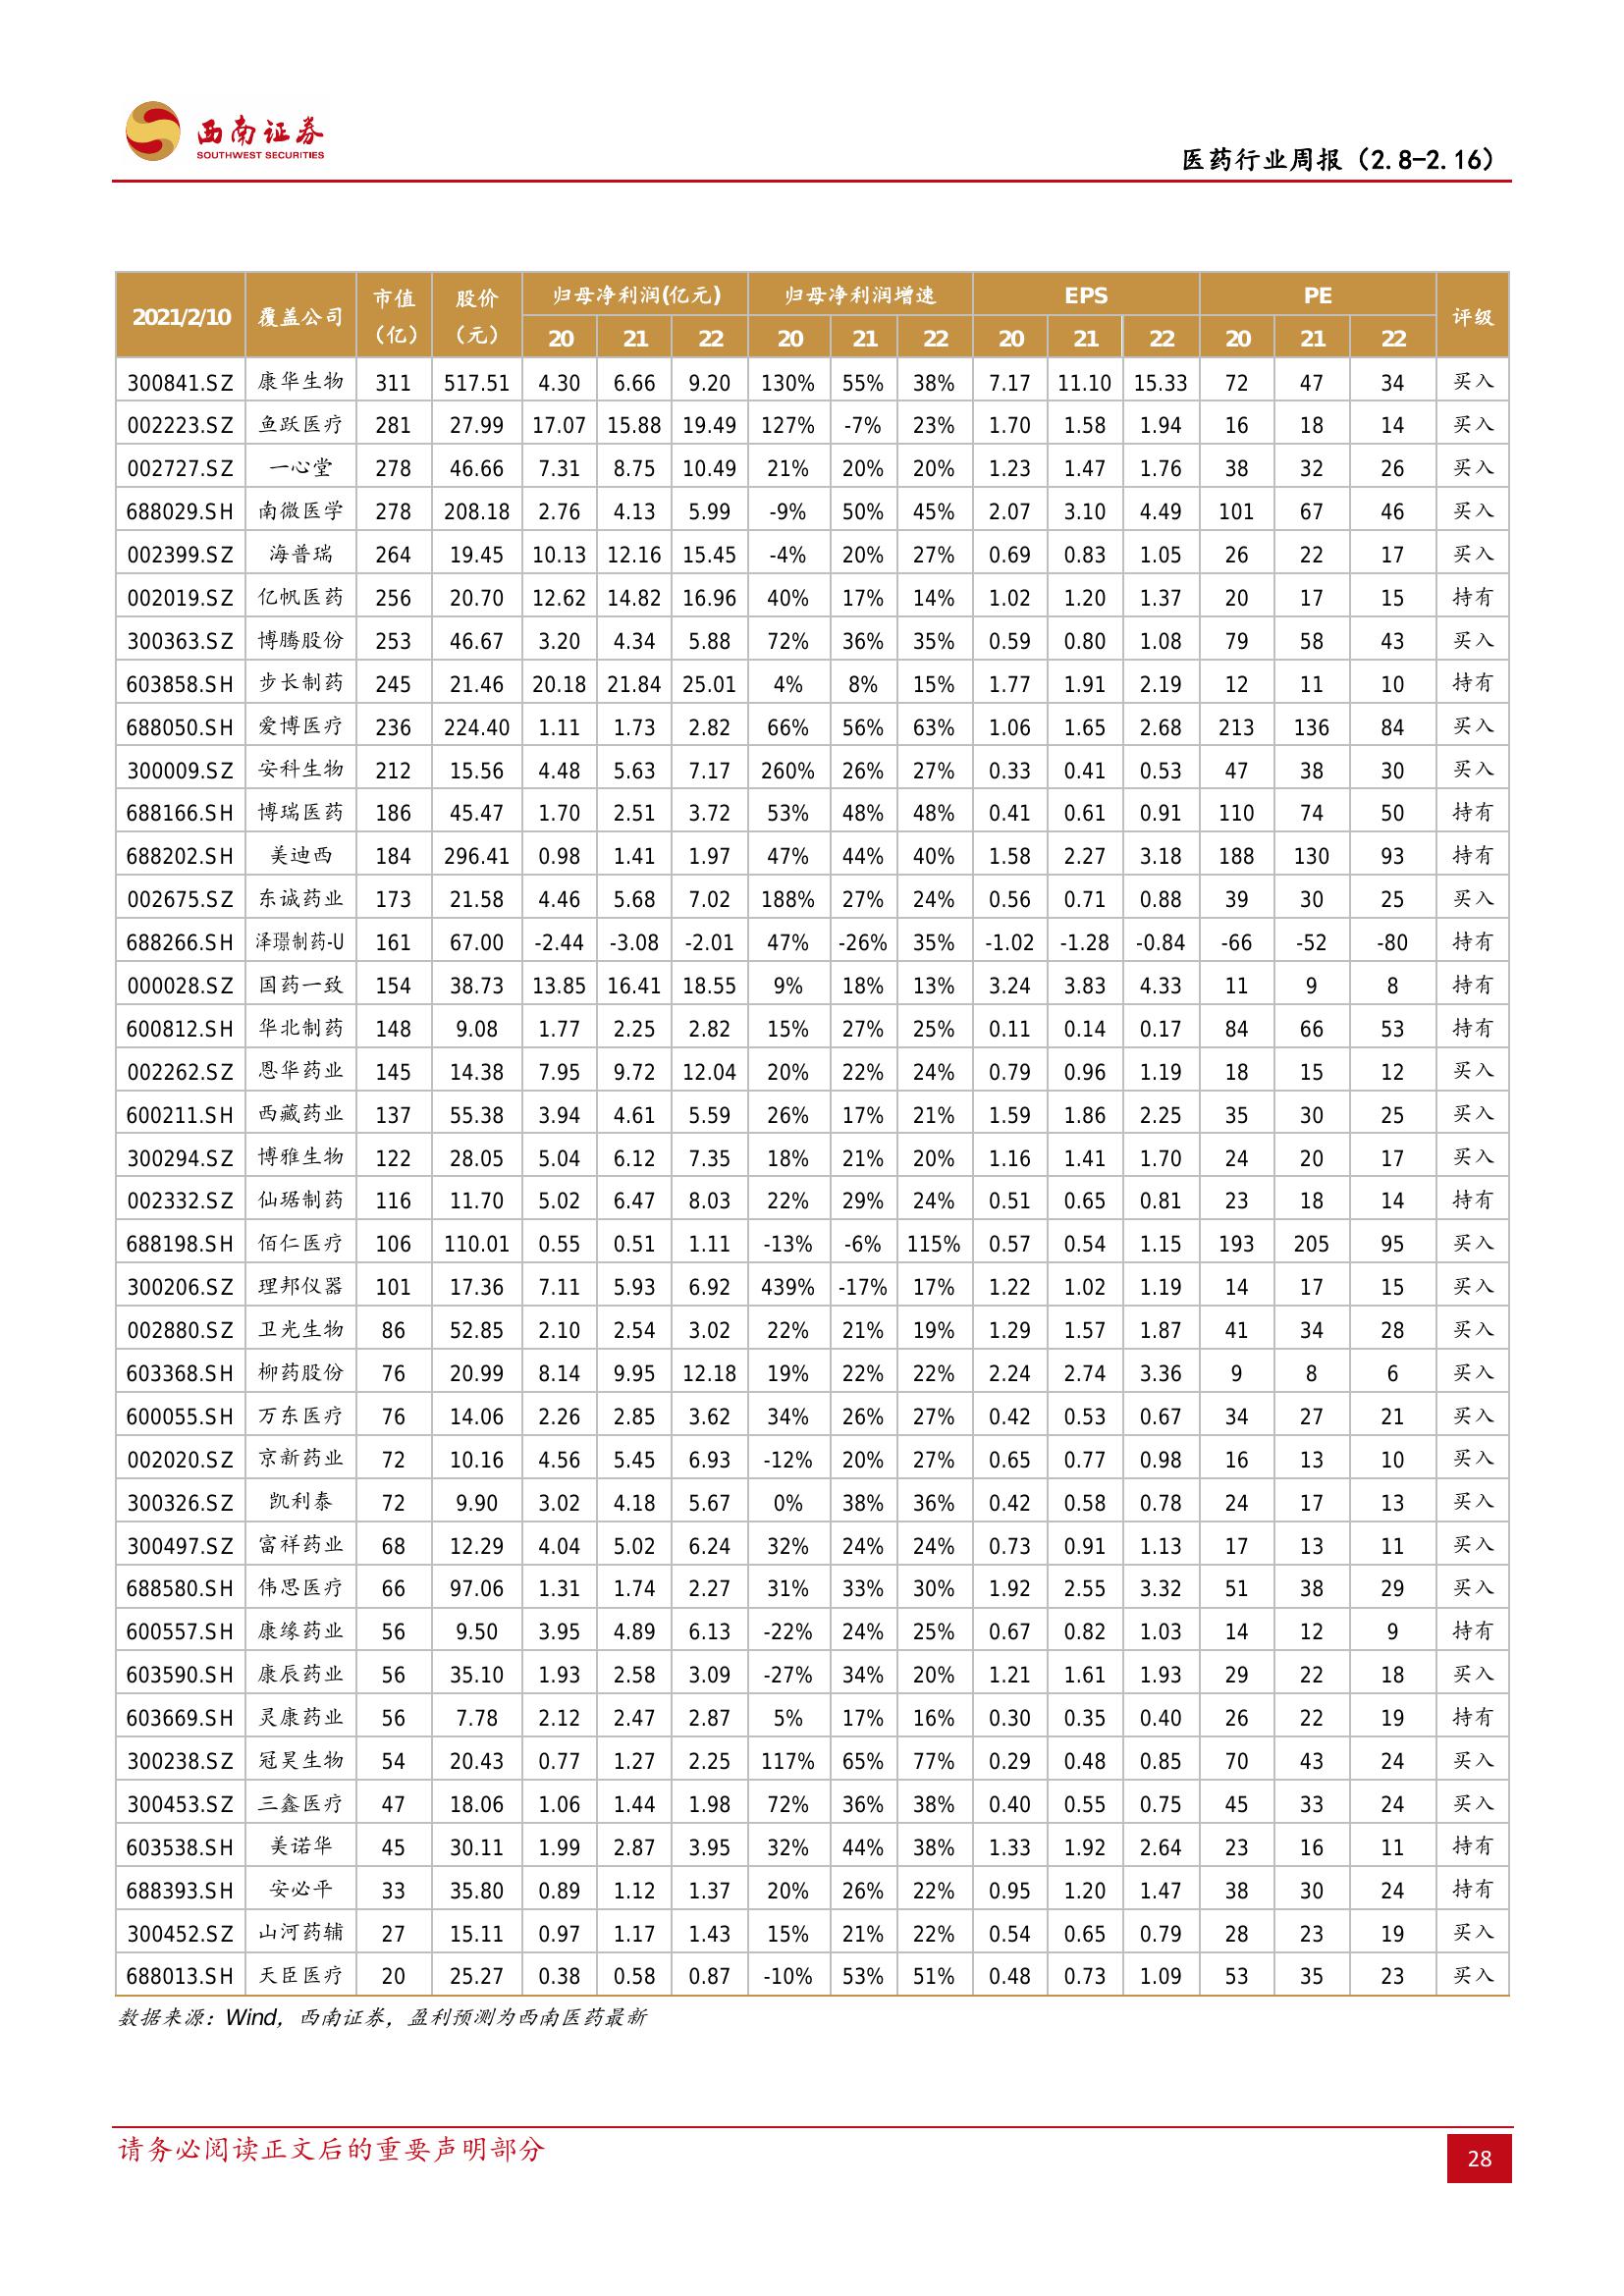 西南证券
SOUTHWEST SECURITIES
医药行业周报（2.8-2.16）
2021/2/10 覆盖公司 市值（亿） 股价（元） 归母净利润(亿元) 归母净利润增速 EPS PE 评级
20 21 22 20 21 22 20 21 22 20 21 22
300841.SZ 康华生物 311 517.51 4.30 6.66 9.20 130% 55% 38% 7.17 11.10 15.33 72 47 34 买入
002223.SZ 鱼跃医疗 281 27.99 17.07 15.88 19.49 127% -7% 23% 1.70 1.58 1.94 16 18 14 买入
002727.SZ 一心堂 278 46.66 7.31 8.75 10.49 21% 20% 20% 1.23 1.47 1.76 38 32 26 买入
688029.SH 南微医学 278 208.18 2.76 4.13 5.99 -9% 50% 45% 2.07 3.10 4.49 101 67 46 买入
002399.SZ 海普瑞 264 19.45 10.13 12.16 15.45 -4% 20% 27% 0.69 0.83 1.05 26 22 17 买入
002019.SZ 亿帆医药 256 20.70 12.62 14.82 16.96 40% 17% 14% 1.02 1.20 1.37 20 17 15 持有
300363.SZ 博腾股份 253 46.67 3.20 4.34 5.88 72% 36% 35% 0.59 0.80 1.08 79 58 43 买入
603858.SH 步长制药 245 21.46 20.18 21.84 25.01 4% 8% 15% 1.77 1.91 2.19 12 11 10 持有
688050.SH 爱博医疗 236 224.40 1.11 1.73 2.82 66% 56% 63% 1.06 1.65 2.68 213 136 84 买入
300009.SZ 安科生物 212 15.56 4.48 5.63 7.17 260% 26% 27% 0.33 0.41 0.53 47 38 30 买入
688166.SH 博瑞医药 186 45.47 1.70 2.51 3.72 53% 48% 48% 0.41 0.61 0.91 110 74 50 持有
688202.SH 美迪西 184 296.41 0.98 1.41 1.97 47% 44% 40% 1.58 2.27 3.18 188 130 93 持有
002675.SZ 东诚药业 173 21.58 4.46 5.68 7.02 188% 27% 24% 0.56 0.71 0.88 39 30 25 买入
688266.SH 泽璟制药-U 161 67.00 -2.44 -3.08 -2.01 47% -26% 35% -1.02 -1.28 -0.84 -66 -52 -80 持有
000028.SZ 国药一致 154 38.73 13.85 16.41 18.55 9% 18% 13% 3.24 3.83 4.33 11 9 8 持有
600812.SH 华北制药 148 9.08 1.77 2.25 2.82 15% 27% 25% 0.11 0.14 0.17 84 66 53 持有
002262.SZ 恩华药业 145 14.38 7.95 9.72 12.04 20% 22% 24% 0.79 0.96 1.19 18 15 12 买入
600211.SH 西藏药业 137 55.38 3.94 4.61 5.59 26% 17% 21% 1.59 1.86 2.25 35 30 25 买入
300294.SZ 博雅生物 122 28.05 5.04 6.12 7.35 18% 21% 20% 1.16 1.41 1.70 24 20 17 买入
002332.SZ 仙琚制药 116 11.70 5.02 6.47 8.03 22% 29% 24% 0.51 0.65 0.81 23 18 14 持有
688198.SH 佰仁医疗 106 110.01 0.55 0.51 1.11 -13% -6% 115% 0.57 0.54 1.15 193 205 95 买入
300206.SZ 理邦仪器 101 17.36 7.11 5.93 6.92 439% -17% 17% 1.22 1.02 1.19 14 17 15 买入
002880.SZ 卫光生物 86 52.85 2.10 2.54 3.02 22% 21% 19% 1.29 1.57 1.87 41 34 28 买入
603368.SH 柳药股份 76 20.99 8.14 9.95 12.18 19% 22% 22% 2.24 2.74 3.36 9 8 6 买入
600055.SH 万东医疗 76 14.06 2.26 2.85 3.62 34% 26% 27% 0.42 0.53 0.67 34 27 21 买入
002020.SZ 京新药业 72 10.16 4.56 5.45 6.93 -12% 20% 27% 0.65 0.77 0.98 16 13 10 买入
300326.SZ 凯利泰 72 9.90 3.02 4.18 5.67 0% 38% 36% 0.42 0.58 0.78 24 17 13 买入
300497.SZ 富祥药业 68 12.29 4.04 5.02 6.24 32% 24% 24% 0.73 0.91 1.13 17 13 11 买入
688580.SH 伟思医疗 66 97.06 1.31 1.74 2.27 31% 33% 30% 1.92 2.55 3.32 51 38 29 买入
600557.SH 康缘药业 56 9.50 3.95 4.89 6.13 -22% 24% 25% 0.67 0.82 1.03 14 12 9 持有
603590.SH 康辰药业 56 35.10 1.93 2.58 3.09 -27% 34% 20% 1.21 1.61 1.93 29 22 18 买入
603669.SH 灵康药业 56 7.78 2.12 2.47 2.87 5% 17% 16% 0.30 0.35 0.40 26 22 19 持有
300238.SZ 冠昊生物 54 20.43 0.77 1.27 2.25 117% 65% 77% 0.29 0.48 0.85 70 43 24 买入
300453.SZ 三鑫医疗 47 18.06 1.06 1.44 1.98 72% 36% 38% 0.40 0.55 0.75 45 33 24 买入
603538.SH 美诺华 45 30.11 1.99 2.87 3.95 32% 44% 38% 1.33 1.92 2.64 23 16 11 持有
688393.SH 安必平 33 35.80 0.89 1.12 1.37 20% 26% 22% 0.95 1.20 1.47 38 30 24 持有
300452.SZ 山河药辅 27 15.11 0.97 1.17 1.43 15% 21% 22% 0.54 0.65 0.79 28 23 19 买入
688013.SH 天臣医疗 20 25.27 0.38 0.58 0.87 -10% 53% 51% 0.48 0.73 1.09 53 35 23 买入
数据来源：Wind，西南证券，盈利预测为西南医药最新
请务必阅读正文后的重要声明部分
28